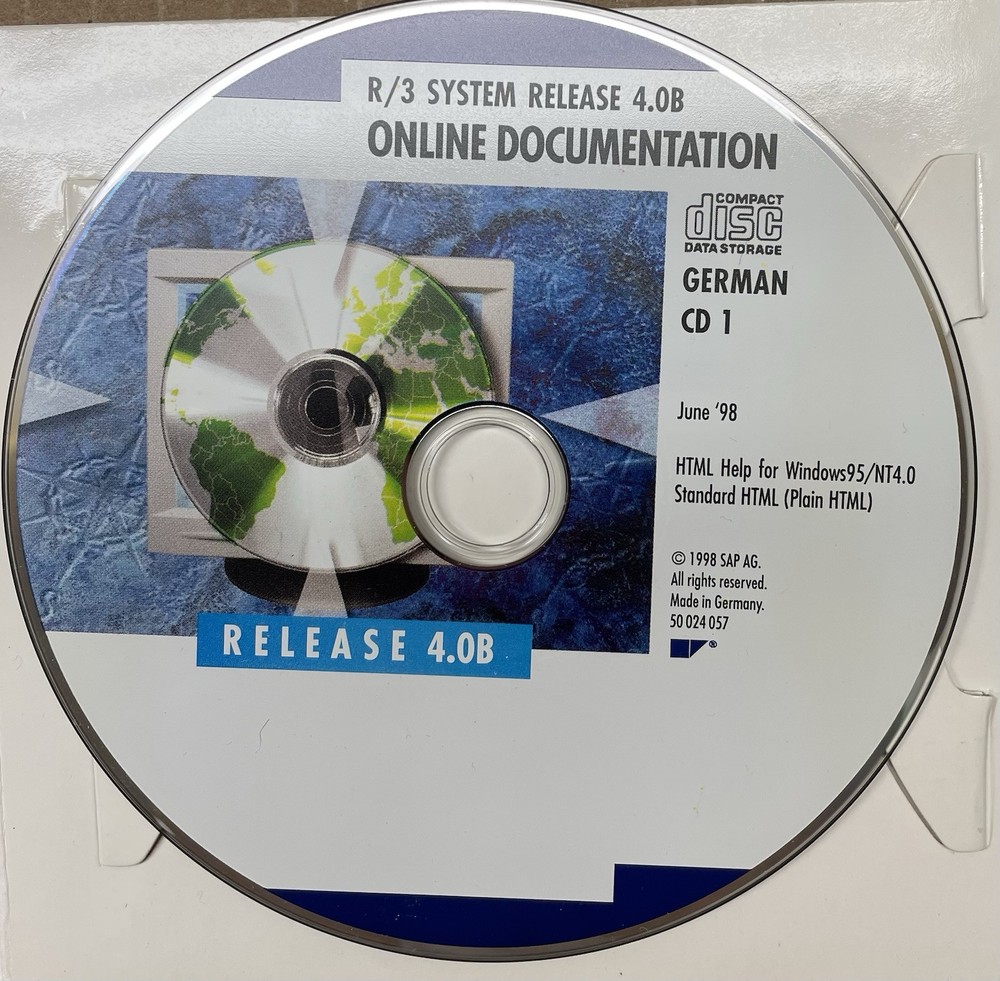 R/3 SYSTEM RELEASE 4.0B
ONLINE DOCUMENTATION
COMPACT
disc
DATA STORAGE
GERMAN
CD 1
June '98
HTML Help for Windows95/NT4.0
Standard HTML (Plain HTML)
© 1998 SAP AG.
All rights reserved.
Made in Germany.
50 024 057
®
RELEASE 4.0B